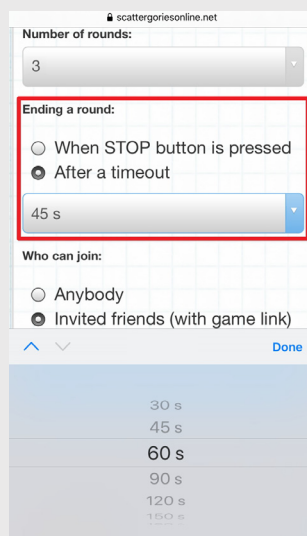 scattergoriesonline.net
Number of rounds:
3
Ending a round:
When STOP button is pressed
After a timeout
45 s
Who can join:
Anybody
Invited friends (with game link)
Done
30 s
45 s
60 s
90 s
120 s
150 s